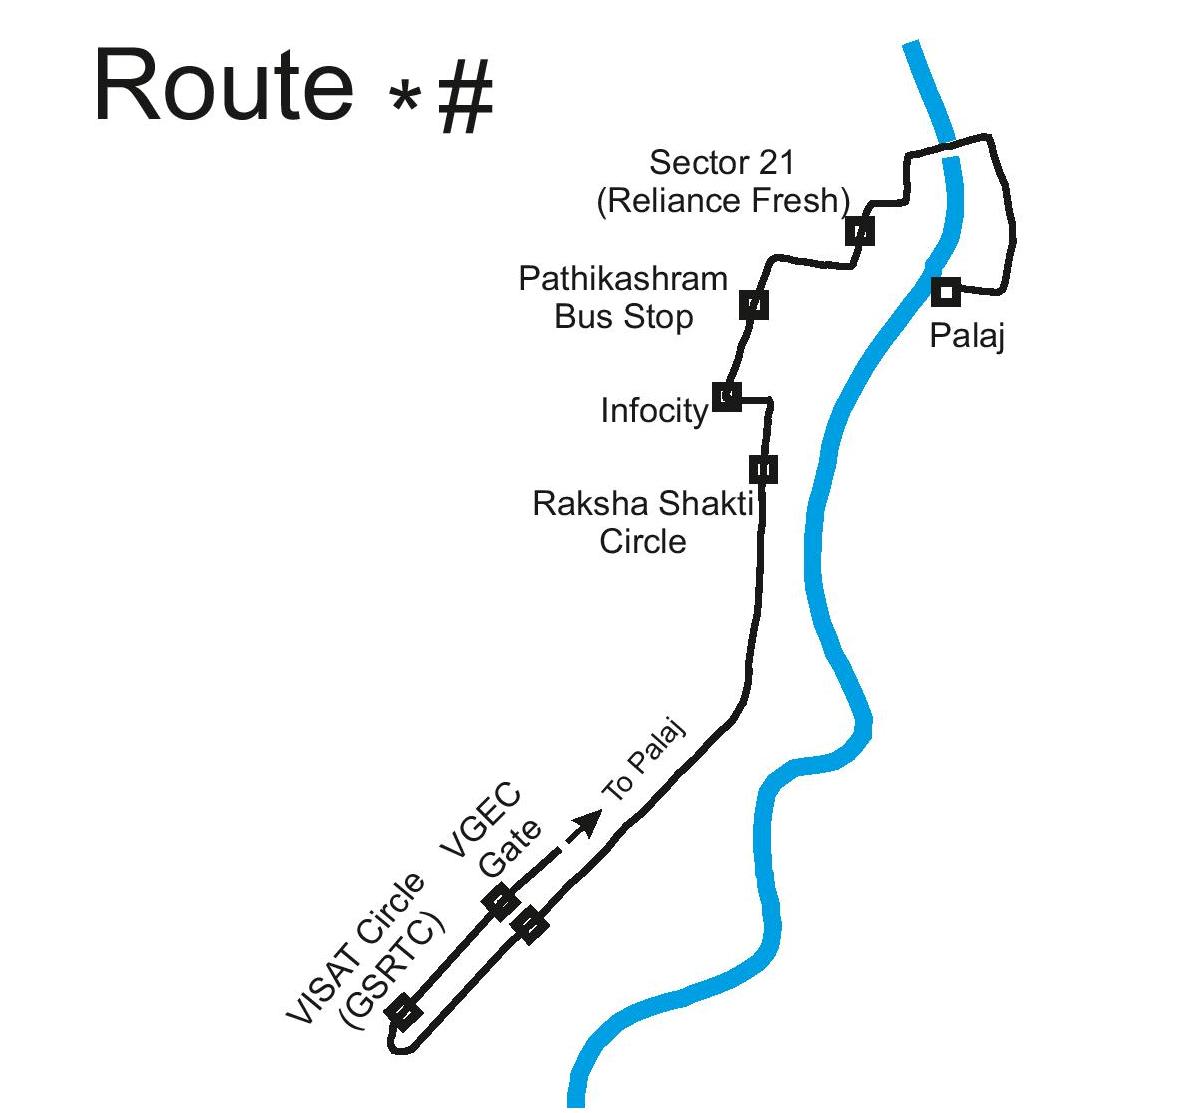 Route *#
Sector 21
(Reliance Fresh)
Pathikashram
Bus Stop
Palaj
Infocity
Raksha Shakti
Circle
To Palaj
VGEC
Gate
VISAT Circle
(GSRTC)